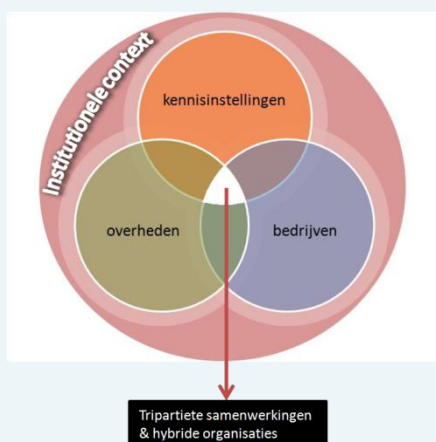 Institutionele context
kennisinstellingen
overheden
bedrijven
Tripartiete samenwerkingen
& hybride organisaties